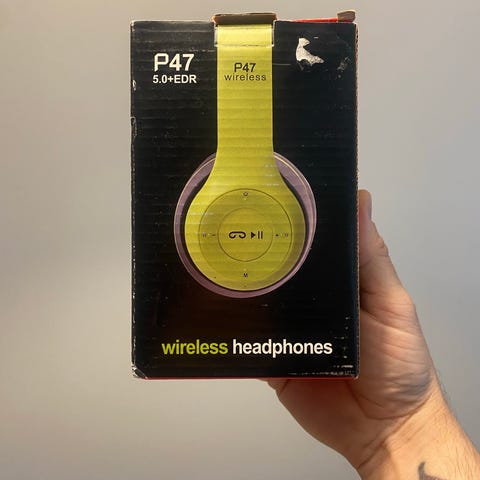 P47
5.0+EDR
P47
wireless
M
wireless headphones